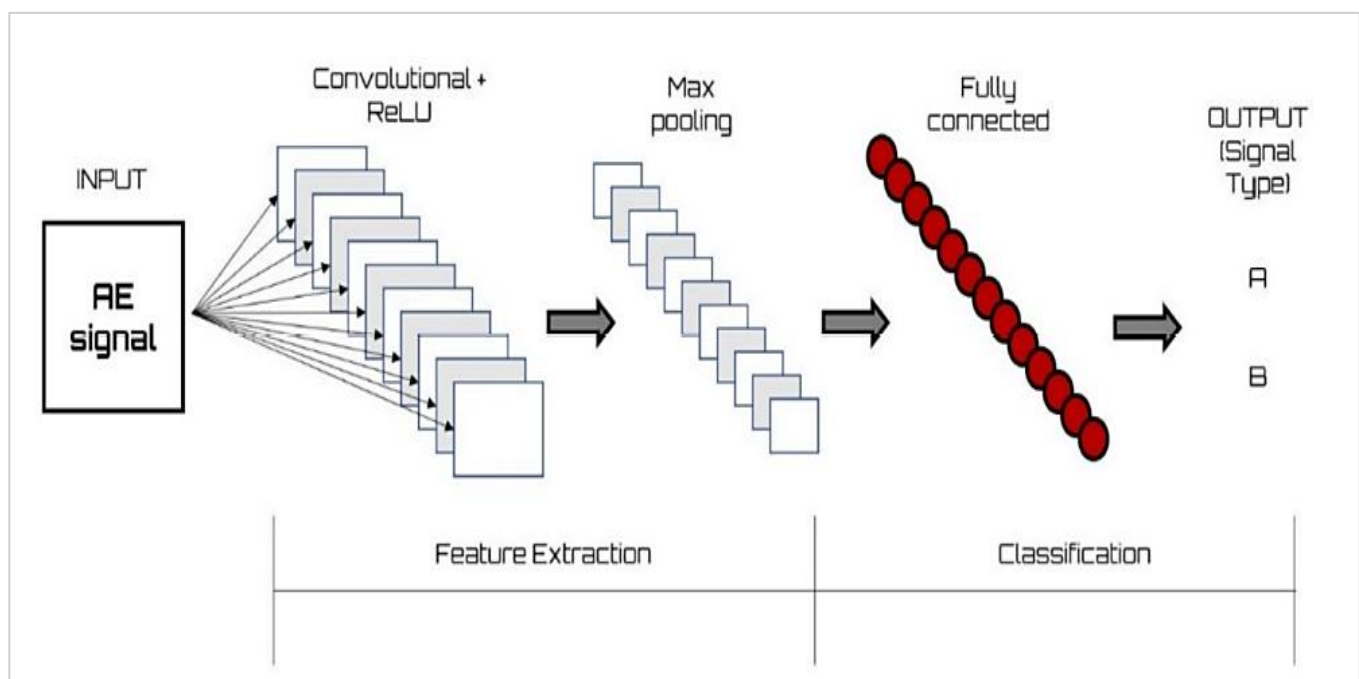 INPUT
AE
signal
Convolutional +
ReLU
Max
pooling
Fully
connected
OUTPUT
(Signal
Type)
A
B
Feature Extraction
Classification